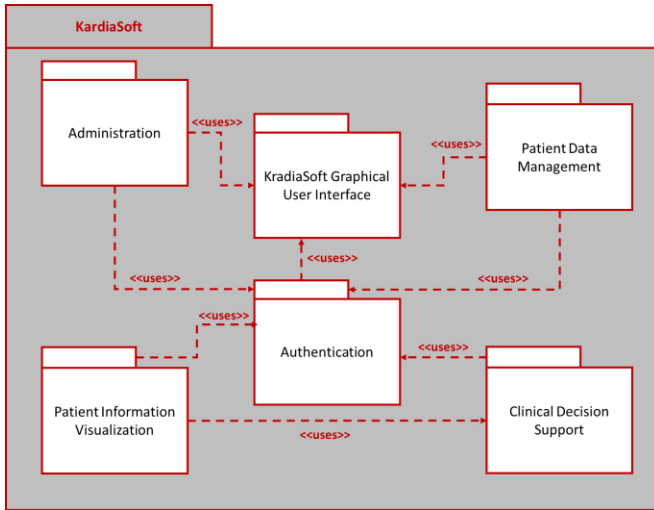 KardiaSoft
Administration
<<uses>>
KradiaSoft Graphical
User Interface
<<uses>>
Patient Data
Management
<<uses>>
<<uses>>
<<uses>>
<<uses>>
Authentication
<<uses>>
Patient Information
Visualization
<<uses>>
Clinical Decision
Support